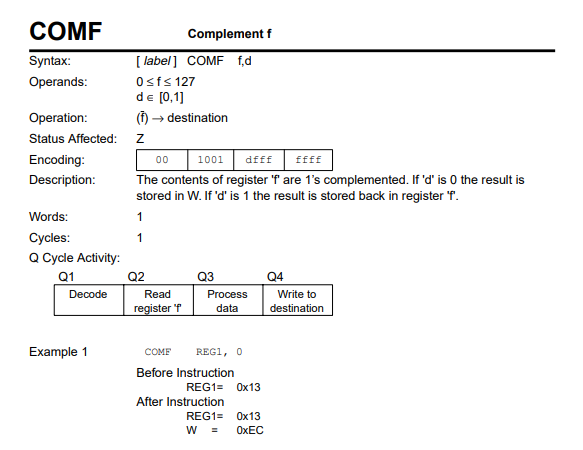 COMF Complement f
Syntax: [ label ] COMF f,d
Operands: 0 ≤ f ≤ 127
d ∈ [0,1]
Operation: (f̄) → destination
Status Affected: Z
Encoding: 00 1001 dfff ffff
Description: The contents of register 'f' are 1's complemented. If 'd' is 0 the result is
stored in W. If 'd' is 1 the result is stored back in register 'f'.
Words: 1
Cycles: 1
Q Cycle Activity:
Q1 Q2 Q3 Q4
Decode Read Process Write to
register 'f' data destination
Example 1 COMF REG1, 0
Before Instruction
REG1= 0x13
After Instruction
REG1= 0x13
W = 0xEC